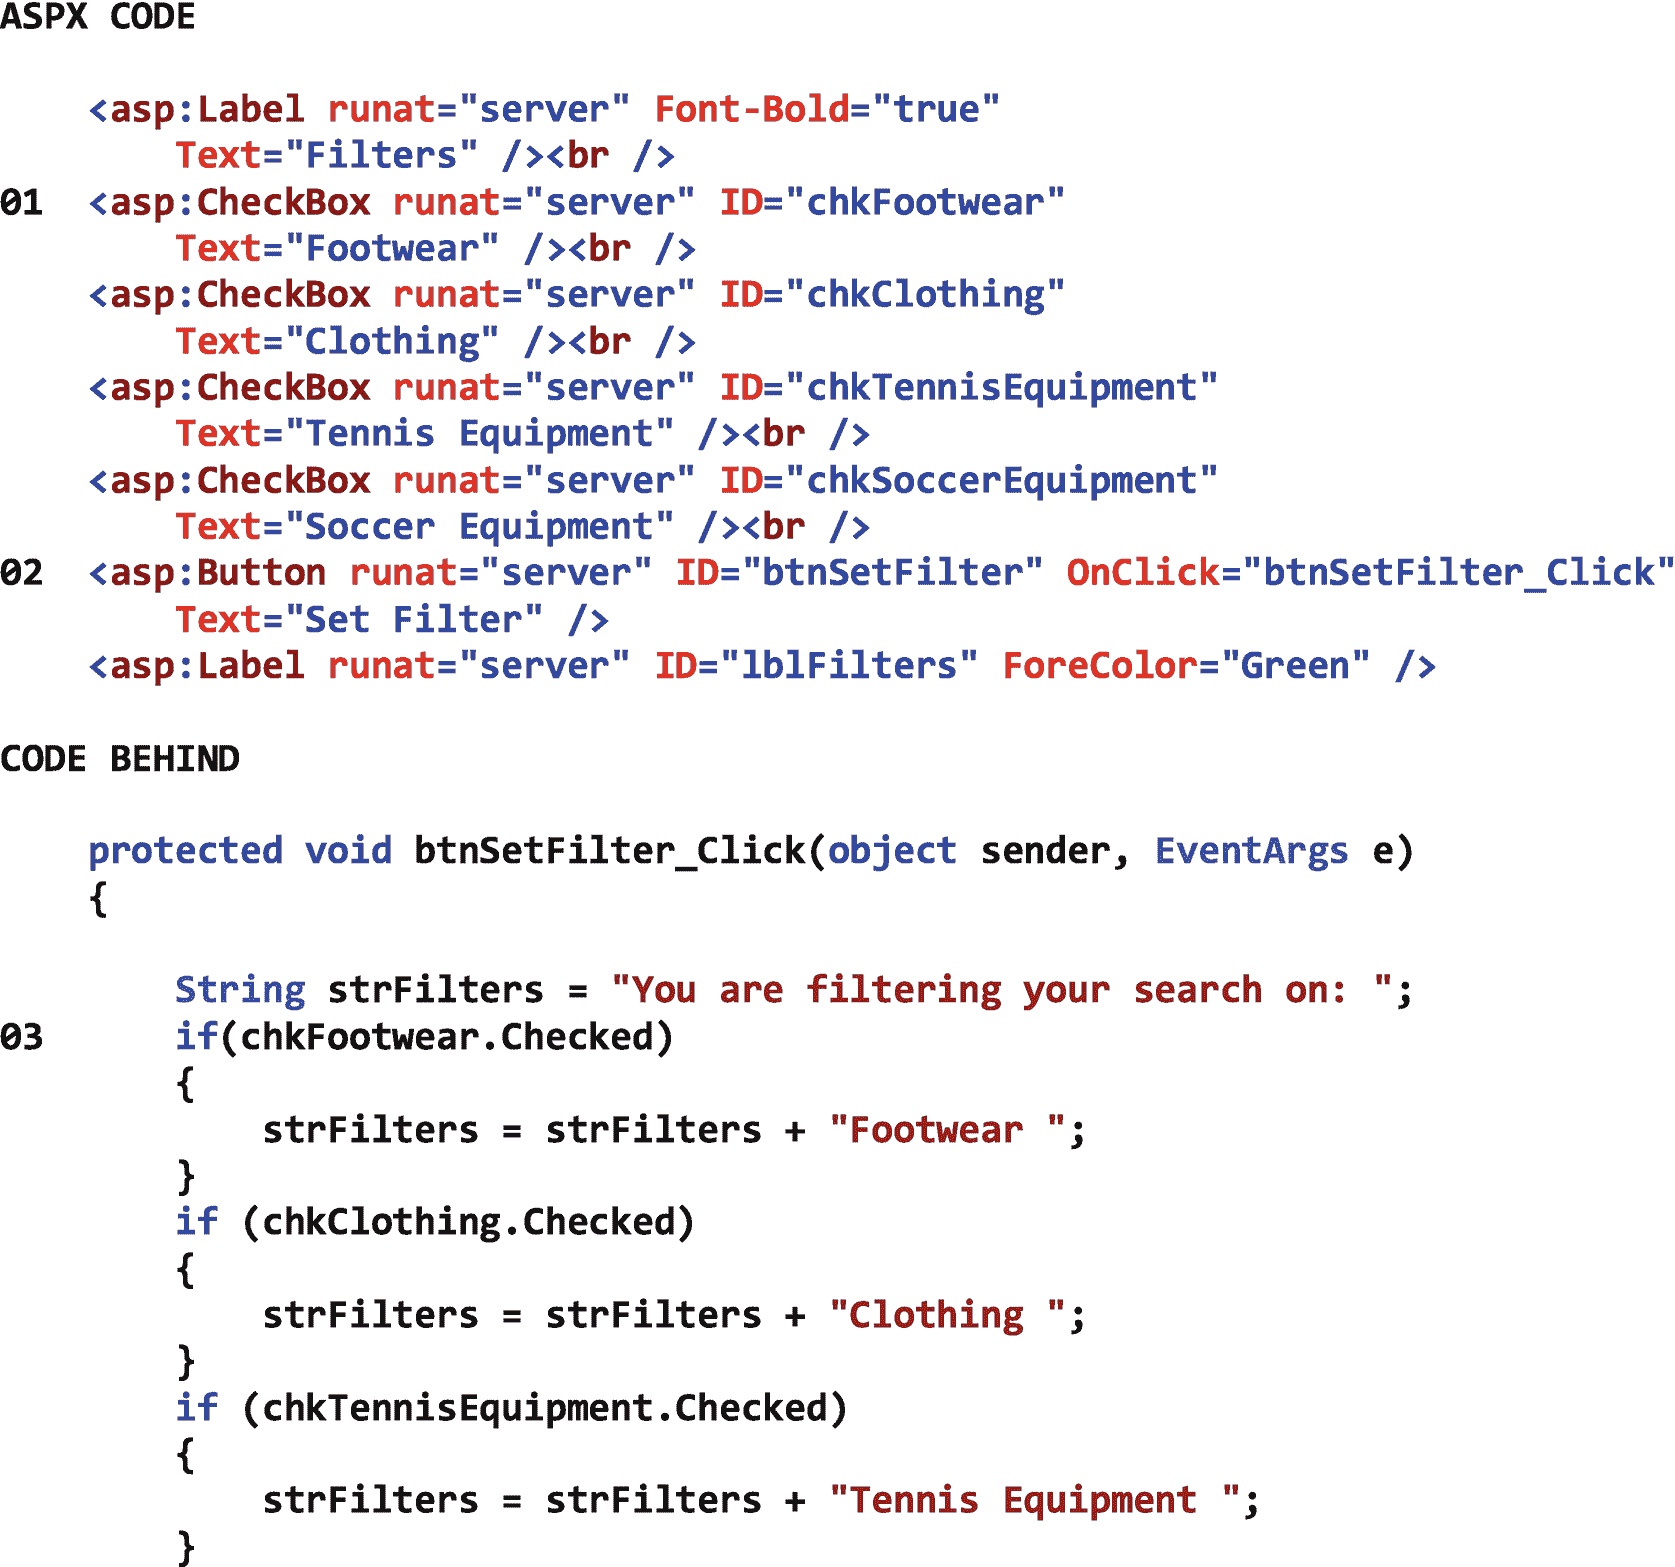 ASPX CODE
<asp:Label runat="server" Font-Bold="true"
Text="Filters" /><br />
01 <asp:CheckBox runat="server" ID="chkFootwear"
Text="Footwear" /><br />
<asp:CheckBox runat="server" ID="chkClothing"
Text="Clothing" /><br />
<asp:CheckBox runat="server" ID="chkTennisEquipment"
Text="Tennis Equipment" /><br />
<asp:CheckBox runat="server" ID="chkSoccerEquipment"
Text="Soccer Equipment" /><br />
02 <asp:Button runat="server" ID="btnSetFilter" OnClick="btnSetFilter_Click"
Text="Set Filter" />
<asp:Label runat="server" ID="lblFilters" ForeColor="Green" />
CODE BEHIND
protected void btnSetFilter_Click(object sender, EventArgs e)
{
String strFilters = "You are filtering your search on: ";
03 if(chkFootwear.Checked)
{
strFilters = strFilters + "Footwear ";
}
if (chkClothing.Checked)
{
strFilters = strFilters + "Clothing ";
}
if (chkTennisEquipment.Checked)
{
strFilters = strFilters + "Tennis Equipment ";
}